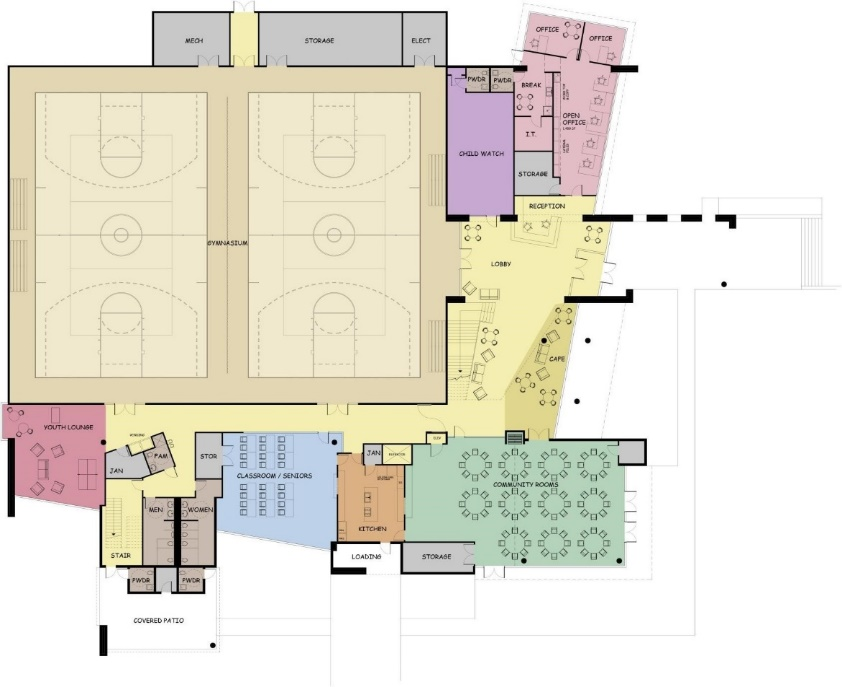 MECH
STORAGE
ELECT
OFFICE
OFFICE
PWDR
PWDR
BREAK
OPEN
OFFICE
I.T.
CHILD WATCH
STORAGE
RECEPTION
GYMNASIUM
LOBBY
CAFE
YOUTH LOUNGE
FAM
JAN
STOR
JAN
CLASSROOM / SENIORS
COMMUNITY ROOMS
MEN
WOMEN
KITCHEN
STAIR
LOADING
STORAGE
PWDR
PWDR
COVERED PATIO